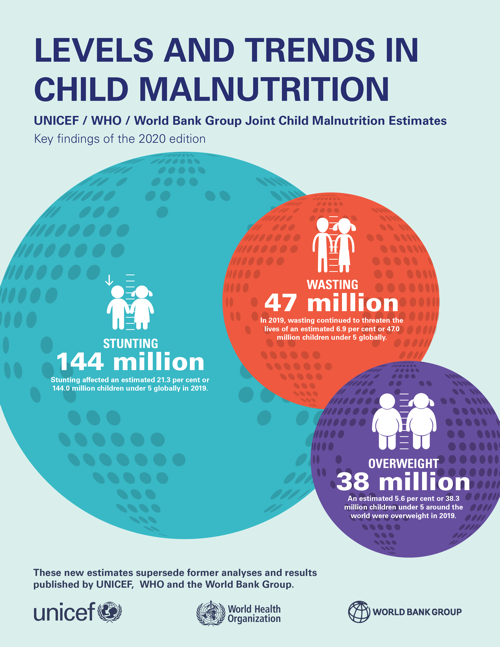 LEVELS AND TRENDS IN
CHILD MALNUTRITION
UNICEF / WHO / World Bank Group Joint Child Malnutrition Estimates
Key findings of the 2020 edition
WASTING
47 million
In 2019, wasting continued to threaten the
lives of an estimated 6.9 per cent or 47.0
million children under 5 globally.
STUNTING
144 million
Stunting affected an estimated 21.3 per cent or
144.0 million children under 5 globally in 2019.
OVERWEIGHT
38 million
An estimated 5.6 per cent or 38.3
million children under 5 around the
world were overweight in 2019.
These new estimates supersede former analyses and results
published by UNICEF, WHO and the World Bank Group.
unicef
World Health
Organization
WORLD BANK GROUP